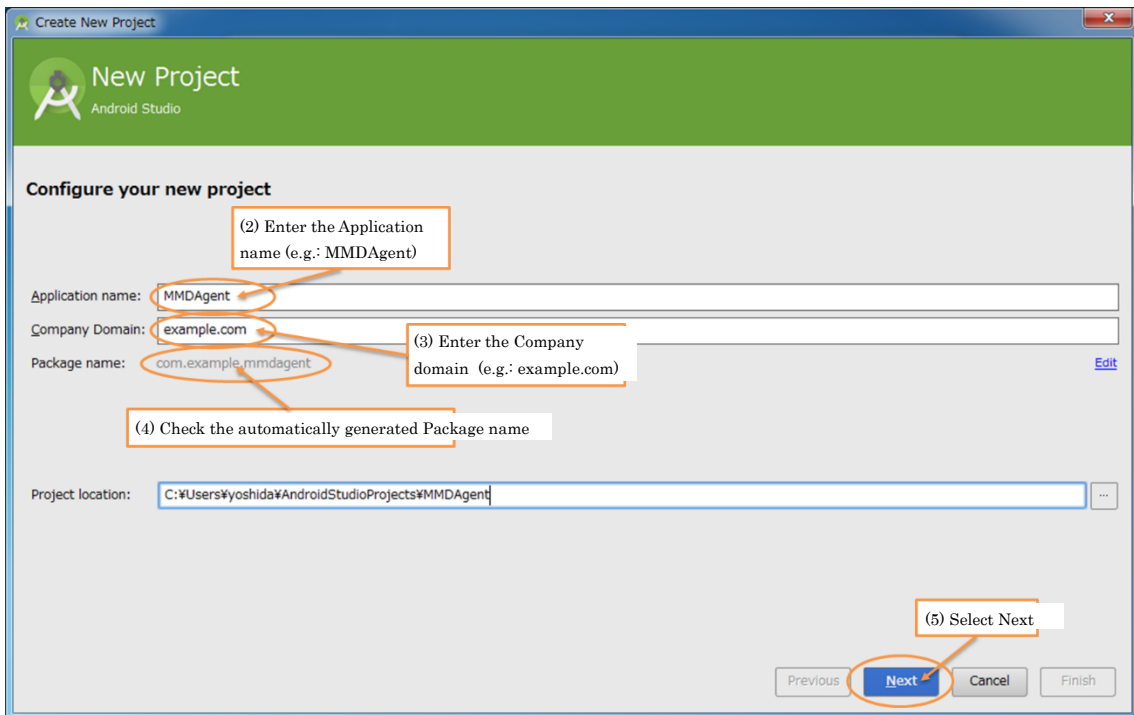 Create New Project
New Project
Android Studio
Configure your new project
(2) Enter the Application
name (e.g.: MMDAgent)
Application name: MMDAgent
Company Domain: example.com
(3) Enter the Company
domain (e.g.: example.com)
Package name: com.example.mmdagent Edit
(4) Check the automatically generated Package name
Project location: C:¥Users¥yoshida¥AndroidStudioProjects¥MMDAgent ...
(5) Select Next
Previous Next Cancel Finish